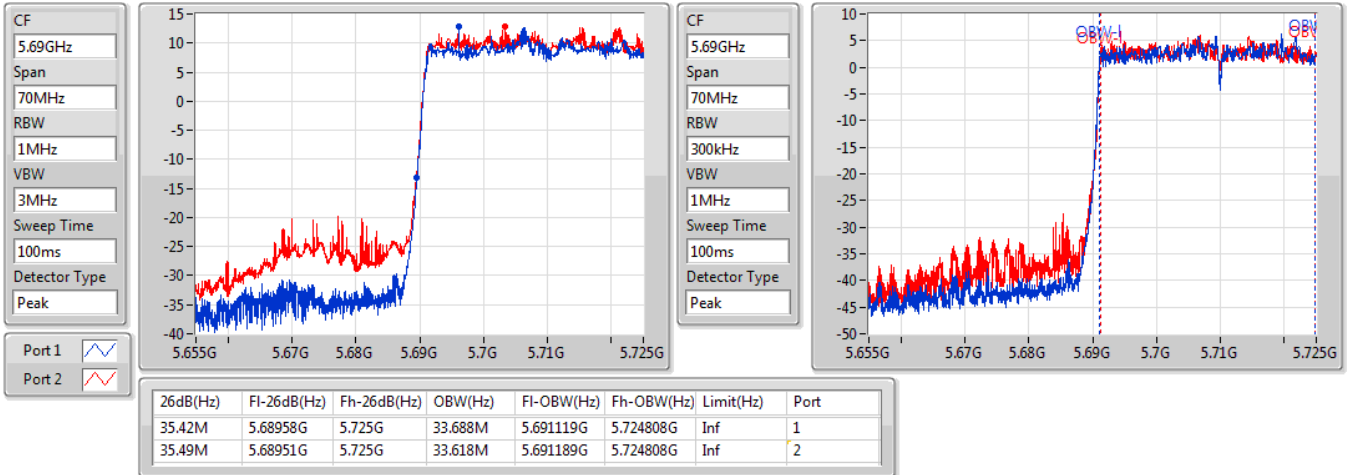 CF
5.69GHz
Span
70MHz
RBW
1MHz
VBW
3MHz
Sweep Time
100ms
Detector Type
Peak
Port 1
Port 2
15
10
5
0
-5
-10
-15
-20
-25
-30
-35
-40
5.655G 5.67G 5.68G 5.69G 5.7G 5.71G 5.725G
CF
5.69GHz
Span
70MHz
RBW
300kHz
VBW
1MHz
Sweep Time
100ms
Detector Type
Peak
10
5
0
-5
-10
-15
-20
-25
-30
-35
-40
-45
-50
5.655G 5.67G 5.68G 5.69G 5.7G 5.71G 5.725G
26dB(Hz) Fl-26dB(Hz) Fh-26dB(Hz) OBW(Hz) Fl-OBW(Hz) Fh-OBW(Hz) Limit(Hz) Port
35.42M 5.68958G 5.725G 33.688M 5.691119G 5.724808G Inf 1
35.49M 5.68951G 5.725G 33.618M 5.691189G 5.724808G Inf 2